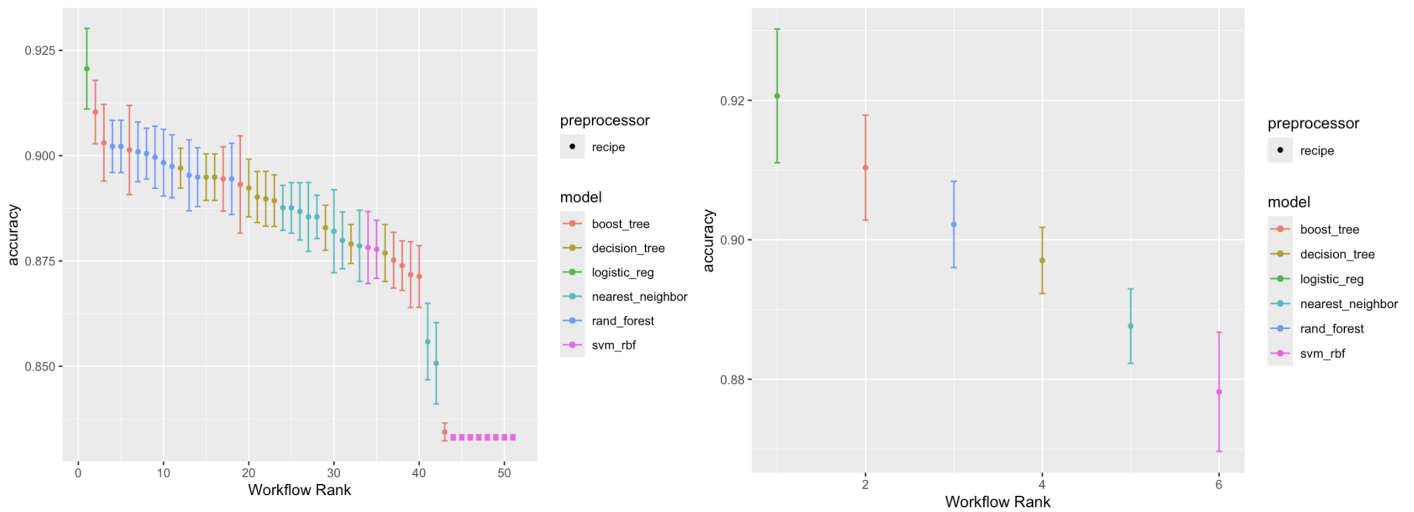 0.925
0.900
0.875
0.850
accuracy
0
10
20
30
40
50
Workflow Rank
preprocessor
recipe
model
boost_tree
decision_tree
logistic_reg
nearest_neighbor
rand_forest
svm_rbf
0.92
0.90
0.88
accuracy
2
4
6
Workflow Rank
preprocessor
recipe
model
boost_tree
decision_tree
logistic_reg
nearest_neighbor
rand_forest
svm_rbf